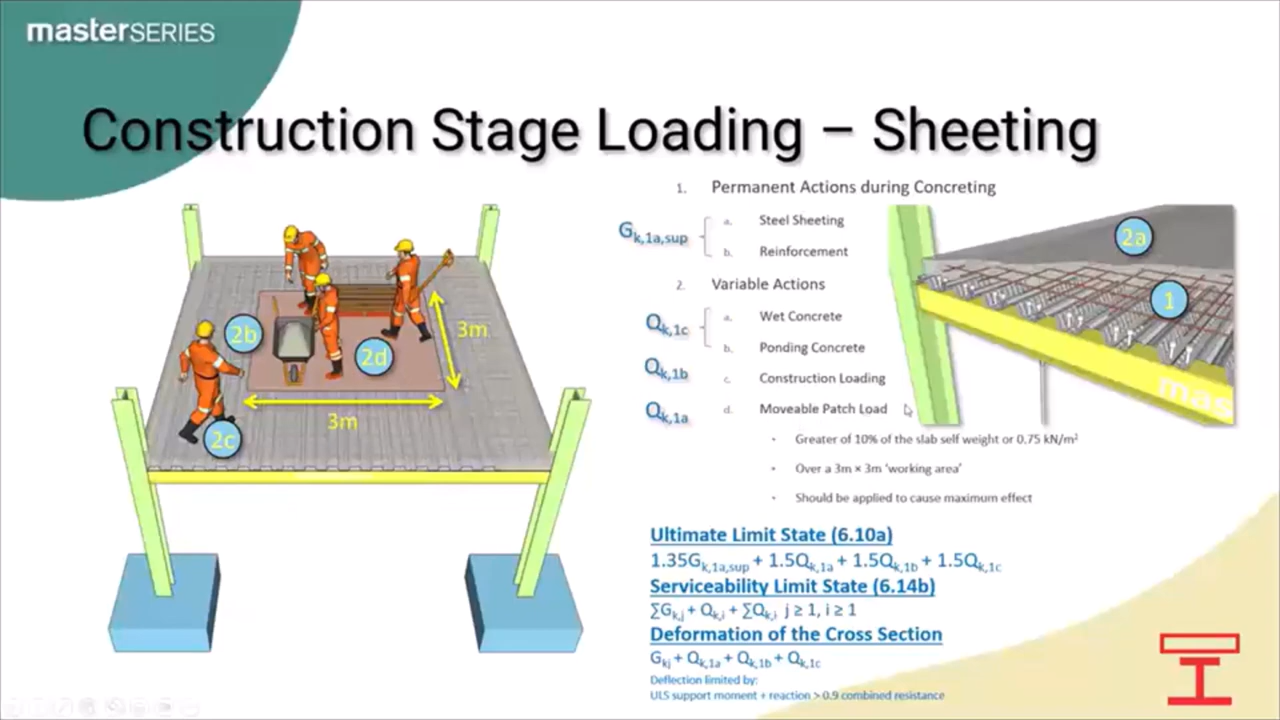 masterSERIES
Construction Stage Loading – Sheeting
1. Permanent Actions during Concreting
Gk,1a,sup
a. Steel Sheeting
b. Reinforcement
2. Variable Actions
Qk,1c
a. Wet Concrete
b. Ponding Concrete
Qk,1b
c. Construction Loading
Qk,1a
d. Moveable Patch Load
• Greater of 10% of the slab self weight or 0.75 kN/m²
• Over a 3m × 3m ‘working area’
• Should be applied to cause maximum effect
2b
2d
2c
3m
3m
2a
1
mas
Ultimate Limit State (6.10a)
1.35Gk,1a,sup + 1.5Qk,1a + 1.5Qk,1b + 1.5Qk,1c
Serviceability Limit State (6.14b)
∑Gk,j + Qk,i + ∑Qk,i j ≥ 1, i ≥ 1
Deformation of the Cross Section
Gkj + Qk,1a + Qk,1b + Qk,1c
Deflection limited by:
ULS support moment + reaction > 0.9 combined resistance